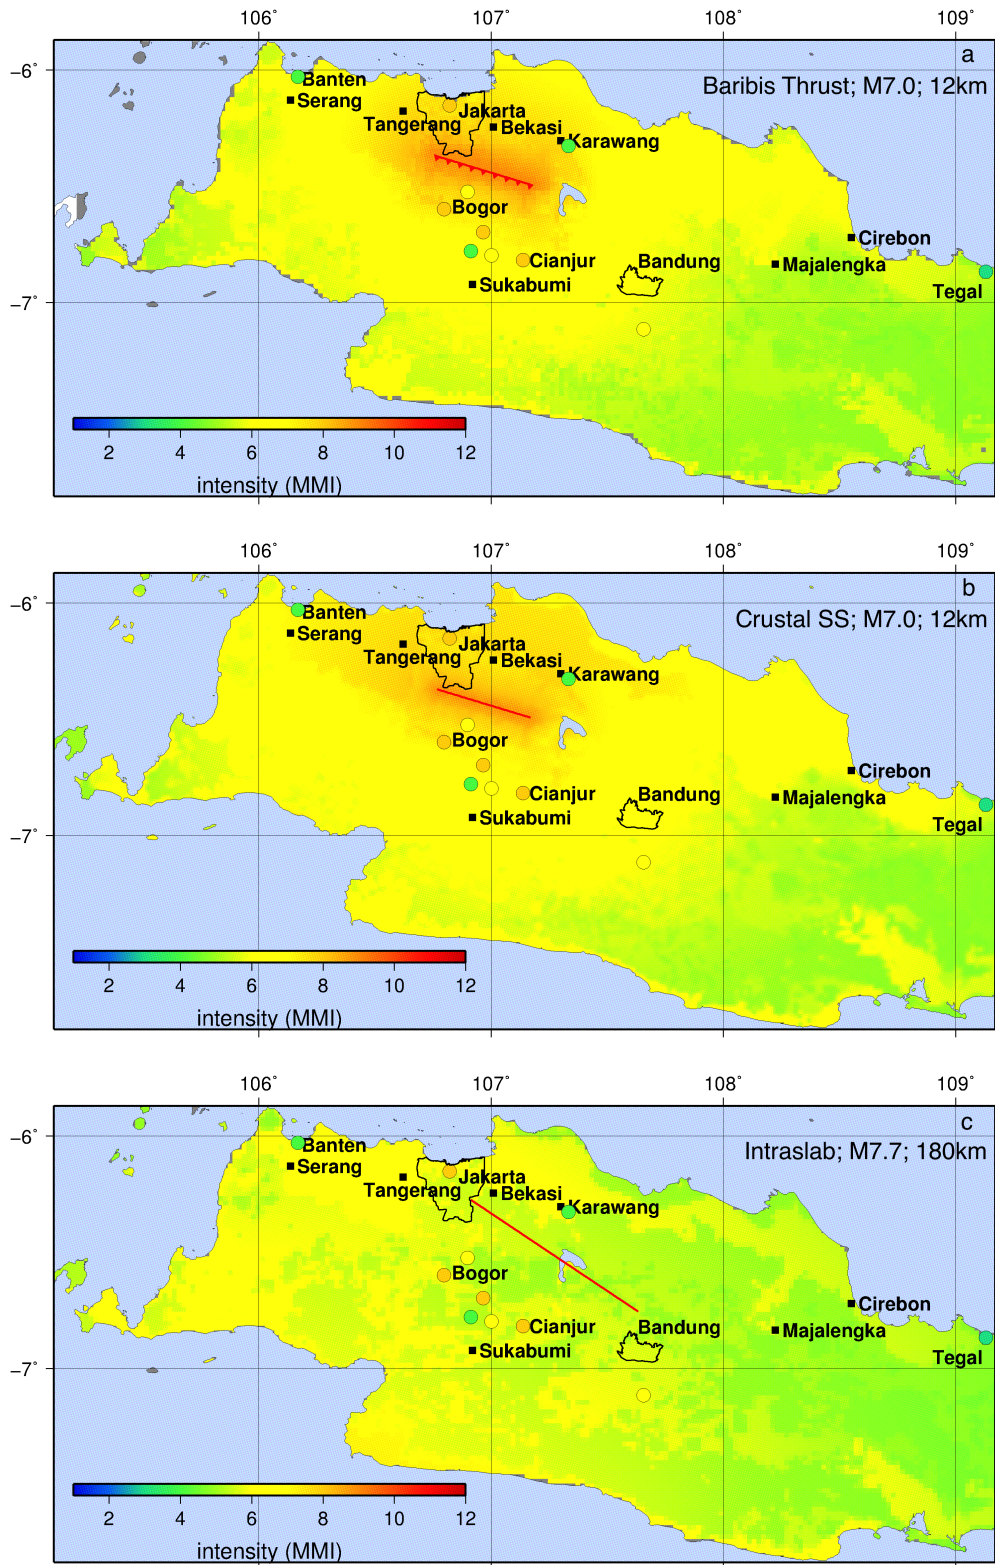 106° 107° 108° 109°
a
−6°
Baribis Thrust; M7.0; 12km
Banten
Serang
Jakarta
Tangerang
Bekasi
Karawang
Bogor
Cirebon
Cianjur
Bandung
Majalengka
Sukabumi
Tegal
−7°
2 4 6 8 10 12
intensity (MMI)
106° 107° 108° 109°
b
−6°
Crustal SS; M7.0; 12km
Banten
Serang
Jakarta
Tangerang
Bekasi
Karawang
Bogor
Cirebon
Cianjur
Bandung
Majalengka
Sukabumi
Tegal
−7°
2 4 6 8 10 12
intensity (MMI)
106° 107° 108° 109°
c
−6°
Intraslab; M7.7; 180km
Banten
Serang
Jakarta
Tangerang
Bekasi
Karawang
Bogor
Cirebon
Cianjur
Bandung
Majalengka
Sukabumi
Tegal
−7°
2 4 6 8 10 12
intensity (MMI)